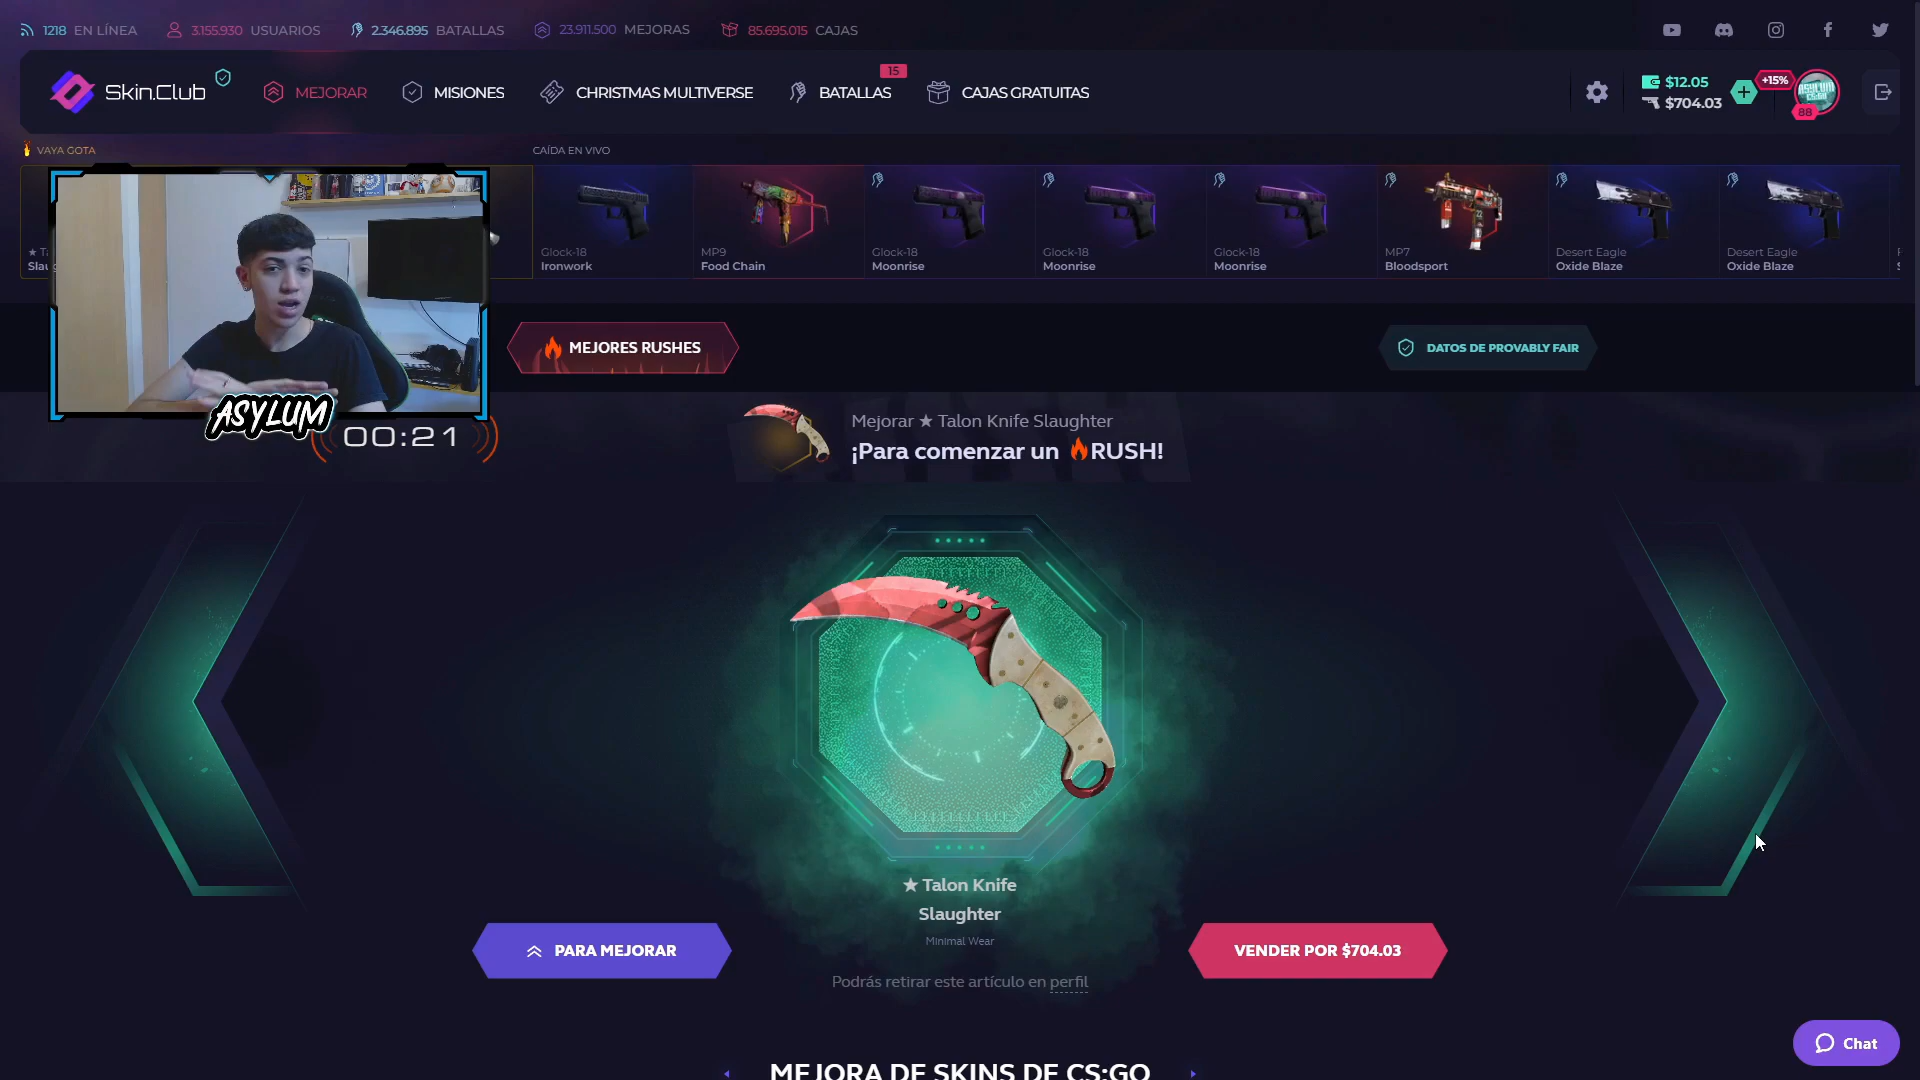 1218 EN LÍNEA
3.155.930 USUARIOS
2.346.895 BATALLAS
23.911.500 MEJORAS
85.695.015 CAJAS
Skin.Club
MEJORAR
MISIONES
CHRISTMAS MULTIVERSE
15
BATALLAS
CAJAS GRATUITAS
$12.05
$704.03
+15%
88
VAYA GOTA
CAÍDA EN VIVO
Glock-18
Ironwork
MP9
Food Chain
Glock-18
Moonrise
Glock-18
Moonrise
Glock-18
Moonrise
MP7
Bloodsport
Desert Eagle
Oxide Blaze
Desert Eagle
Oxide Blaze
ASYLUM
00:21
MEJORES RUSHES
DATOS DE PROVABLY FAIR
Mejorar ★ Talon Knife Slaughter
¡Para comenzar un RUSH!
★ Talon Knife
Slaughter
Minimal Wear
PARA MEJORAR
VENDER POR $704.03
Podrás retirar este artículo en perfil
Chat
MEJORA DE SKINS DE CS:GO